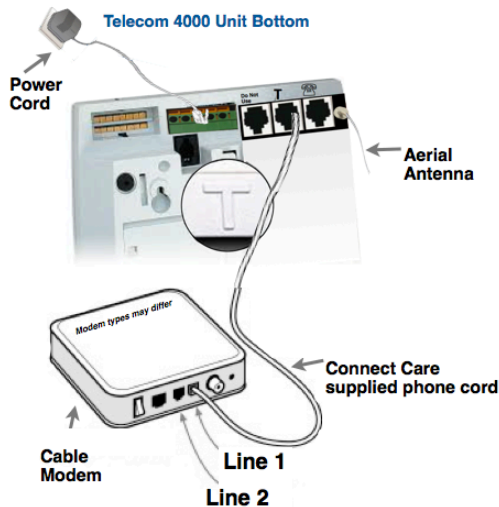 Telecom 4000 Unit Bottom
Power
Cord
Do Not
Use
T
Aerial
Antenna
T
Modem types may differ
Connect Care
supplied phone cord
Cable
Modem
Line 1
Line 2